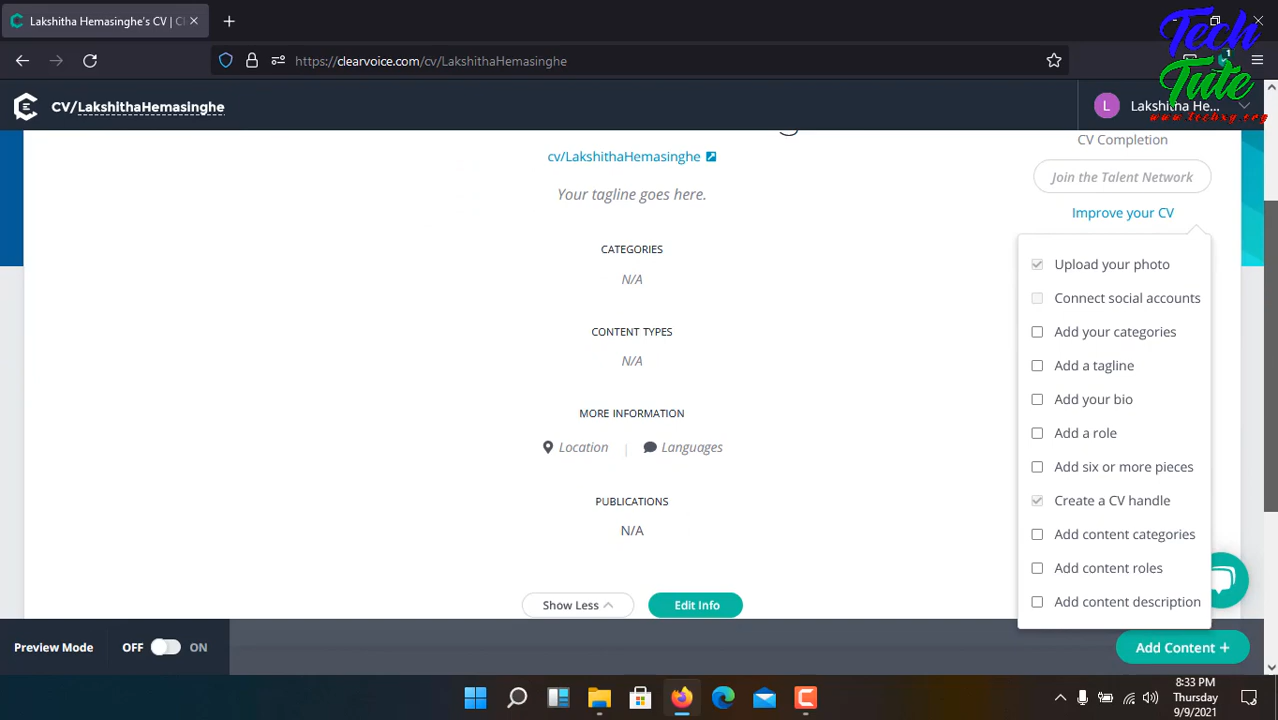 Lakshitha Hemasinghe's CV | Cl
https://clearvoice.com/cv/LakshithaHemasinghe
Tech
Tute
1
CV/LakshithaHemasinghe
L
Lakshitha He...
CV Completion
cv/LakshithaHemasinghe
Join the Talent Network
Your tagline goes here.
Improve your CV
CATEGORIES
N/A
CONTENT TYPES
N/A
MORE INFORMATION
Location | Languages
PUBLICATIONS
N/A
Upload your photo
Connect social accounts
Add your categories
Add a tagline
Add your bio
Add a role
Add six or more pieces
Create a CV handle
Add content categories
Add content roles
Add content description
Show Less
Edit Info
Preview Mode OFF ON
Add Content +
8:33 PM
Thursday
9/9/2021